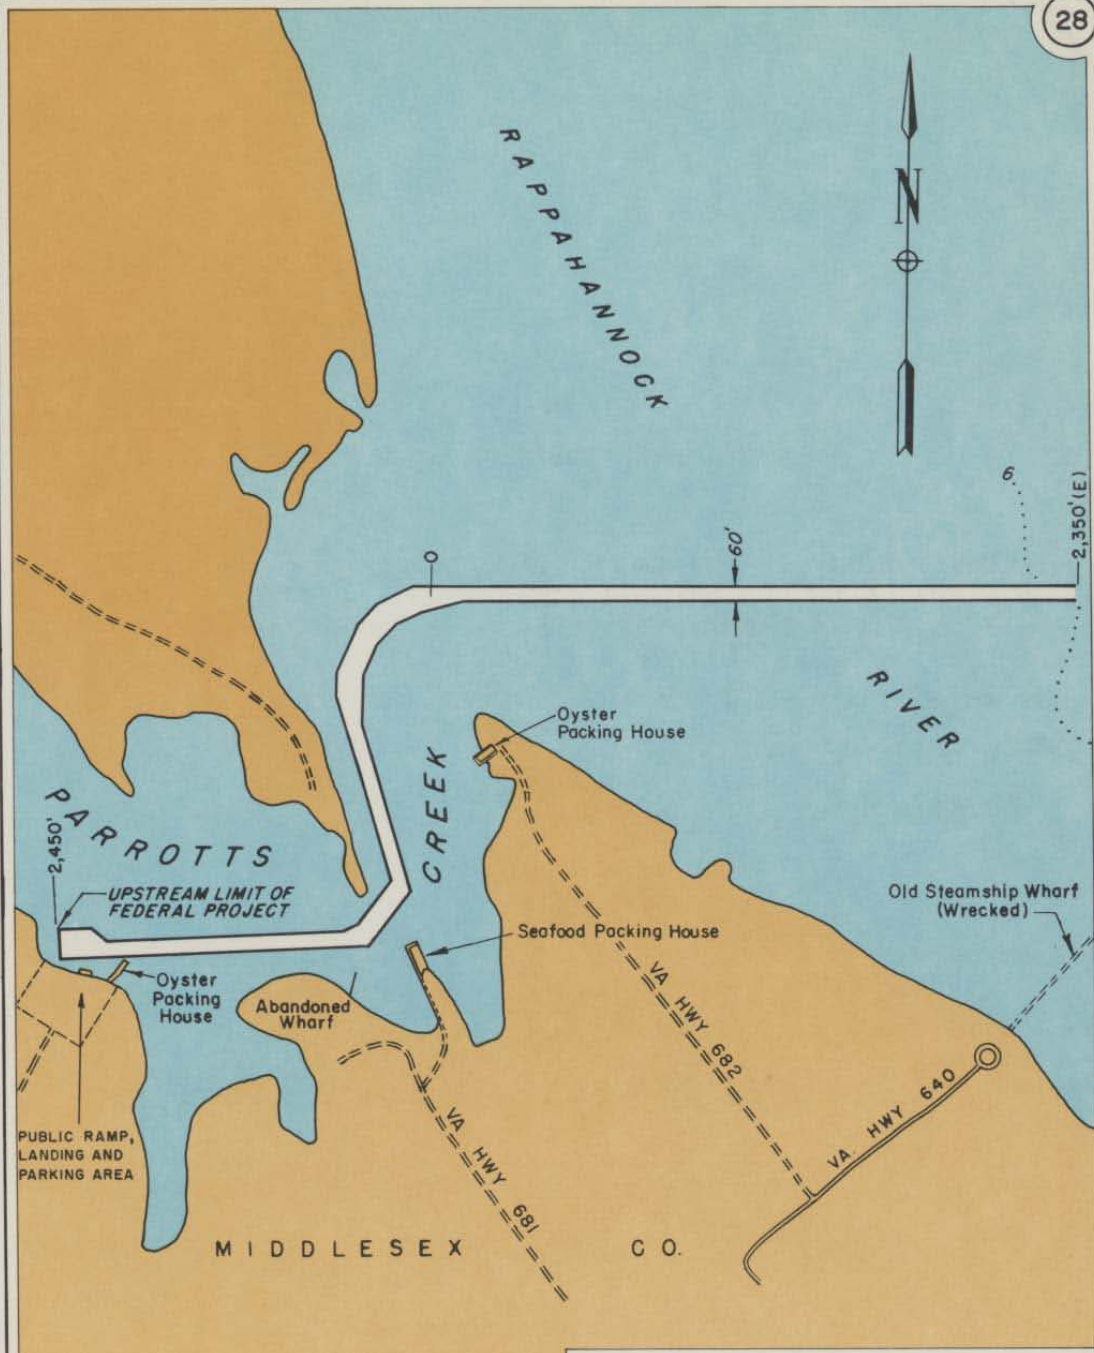 28
RAPPAHANNOCK
N
6
2,350' (E)
60'
0
RIVER
Oyster
Packing House
CREEK
PARROTTS
2,450'
UPSTREAM LIMIT OF
FEDERAL PROJECT
Old Steamship Wharf
(Wrecked)
Seafood Packing House
Oyster
Packing
House
Abandoned
Wharf
VA HWY 682
VA. HWY 640
VA HWY 681
PUBLIC RAMP,
LANDING AND
PARKING AREA
MIDDLESEX CO.